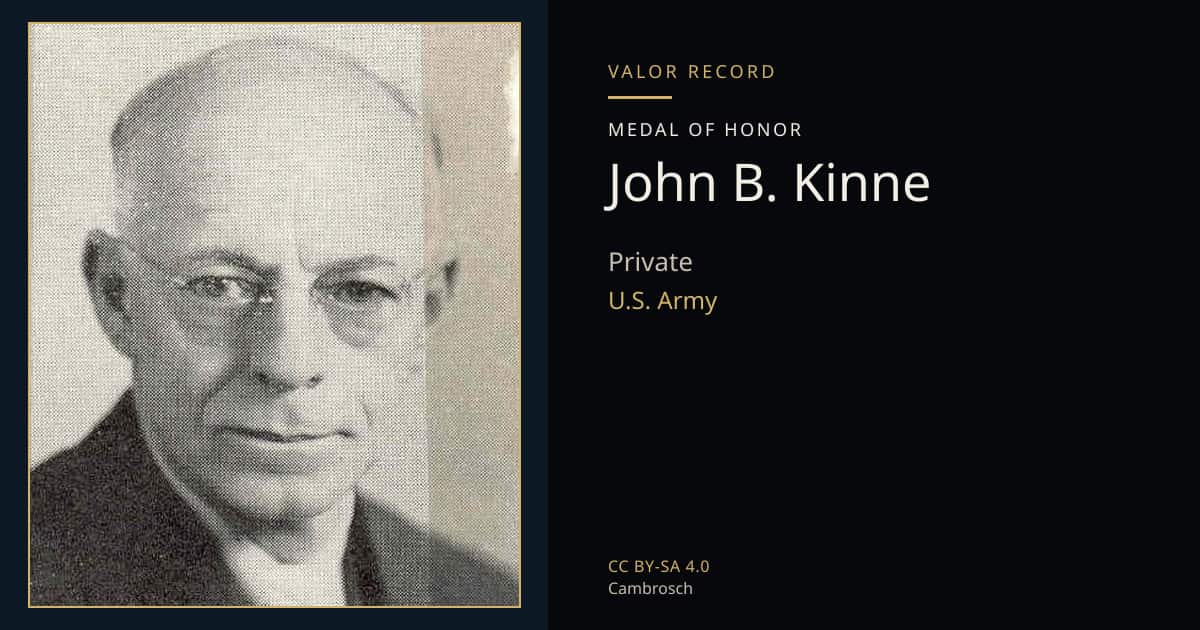 VALOR RECORD
MEDAL OF HONOR
John B. Kinne
Private
U.S. Army
CC BY-SA 4.0
Cambrosch